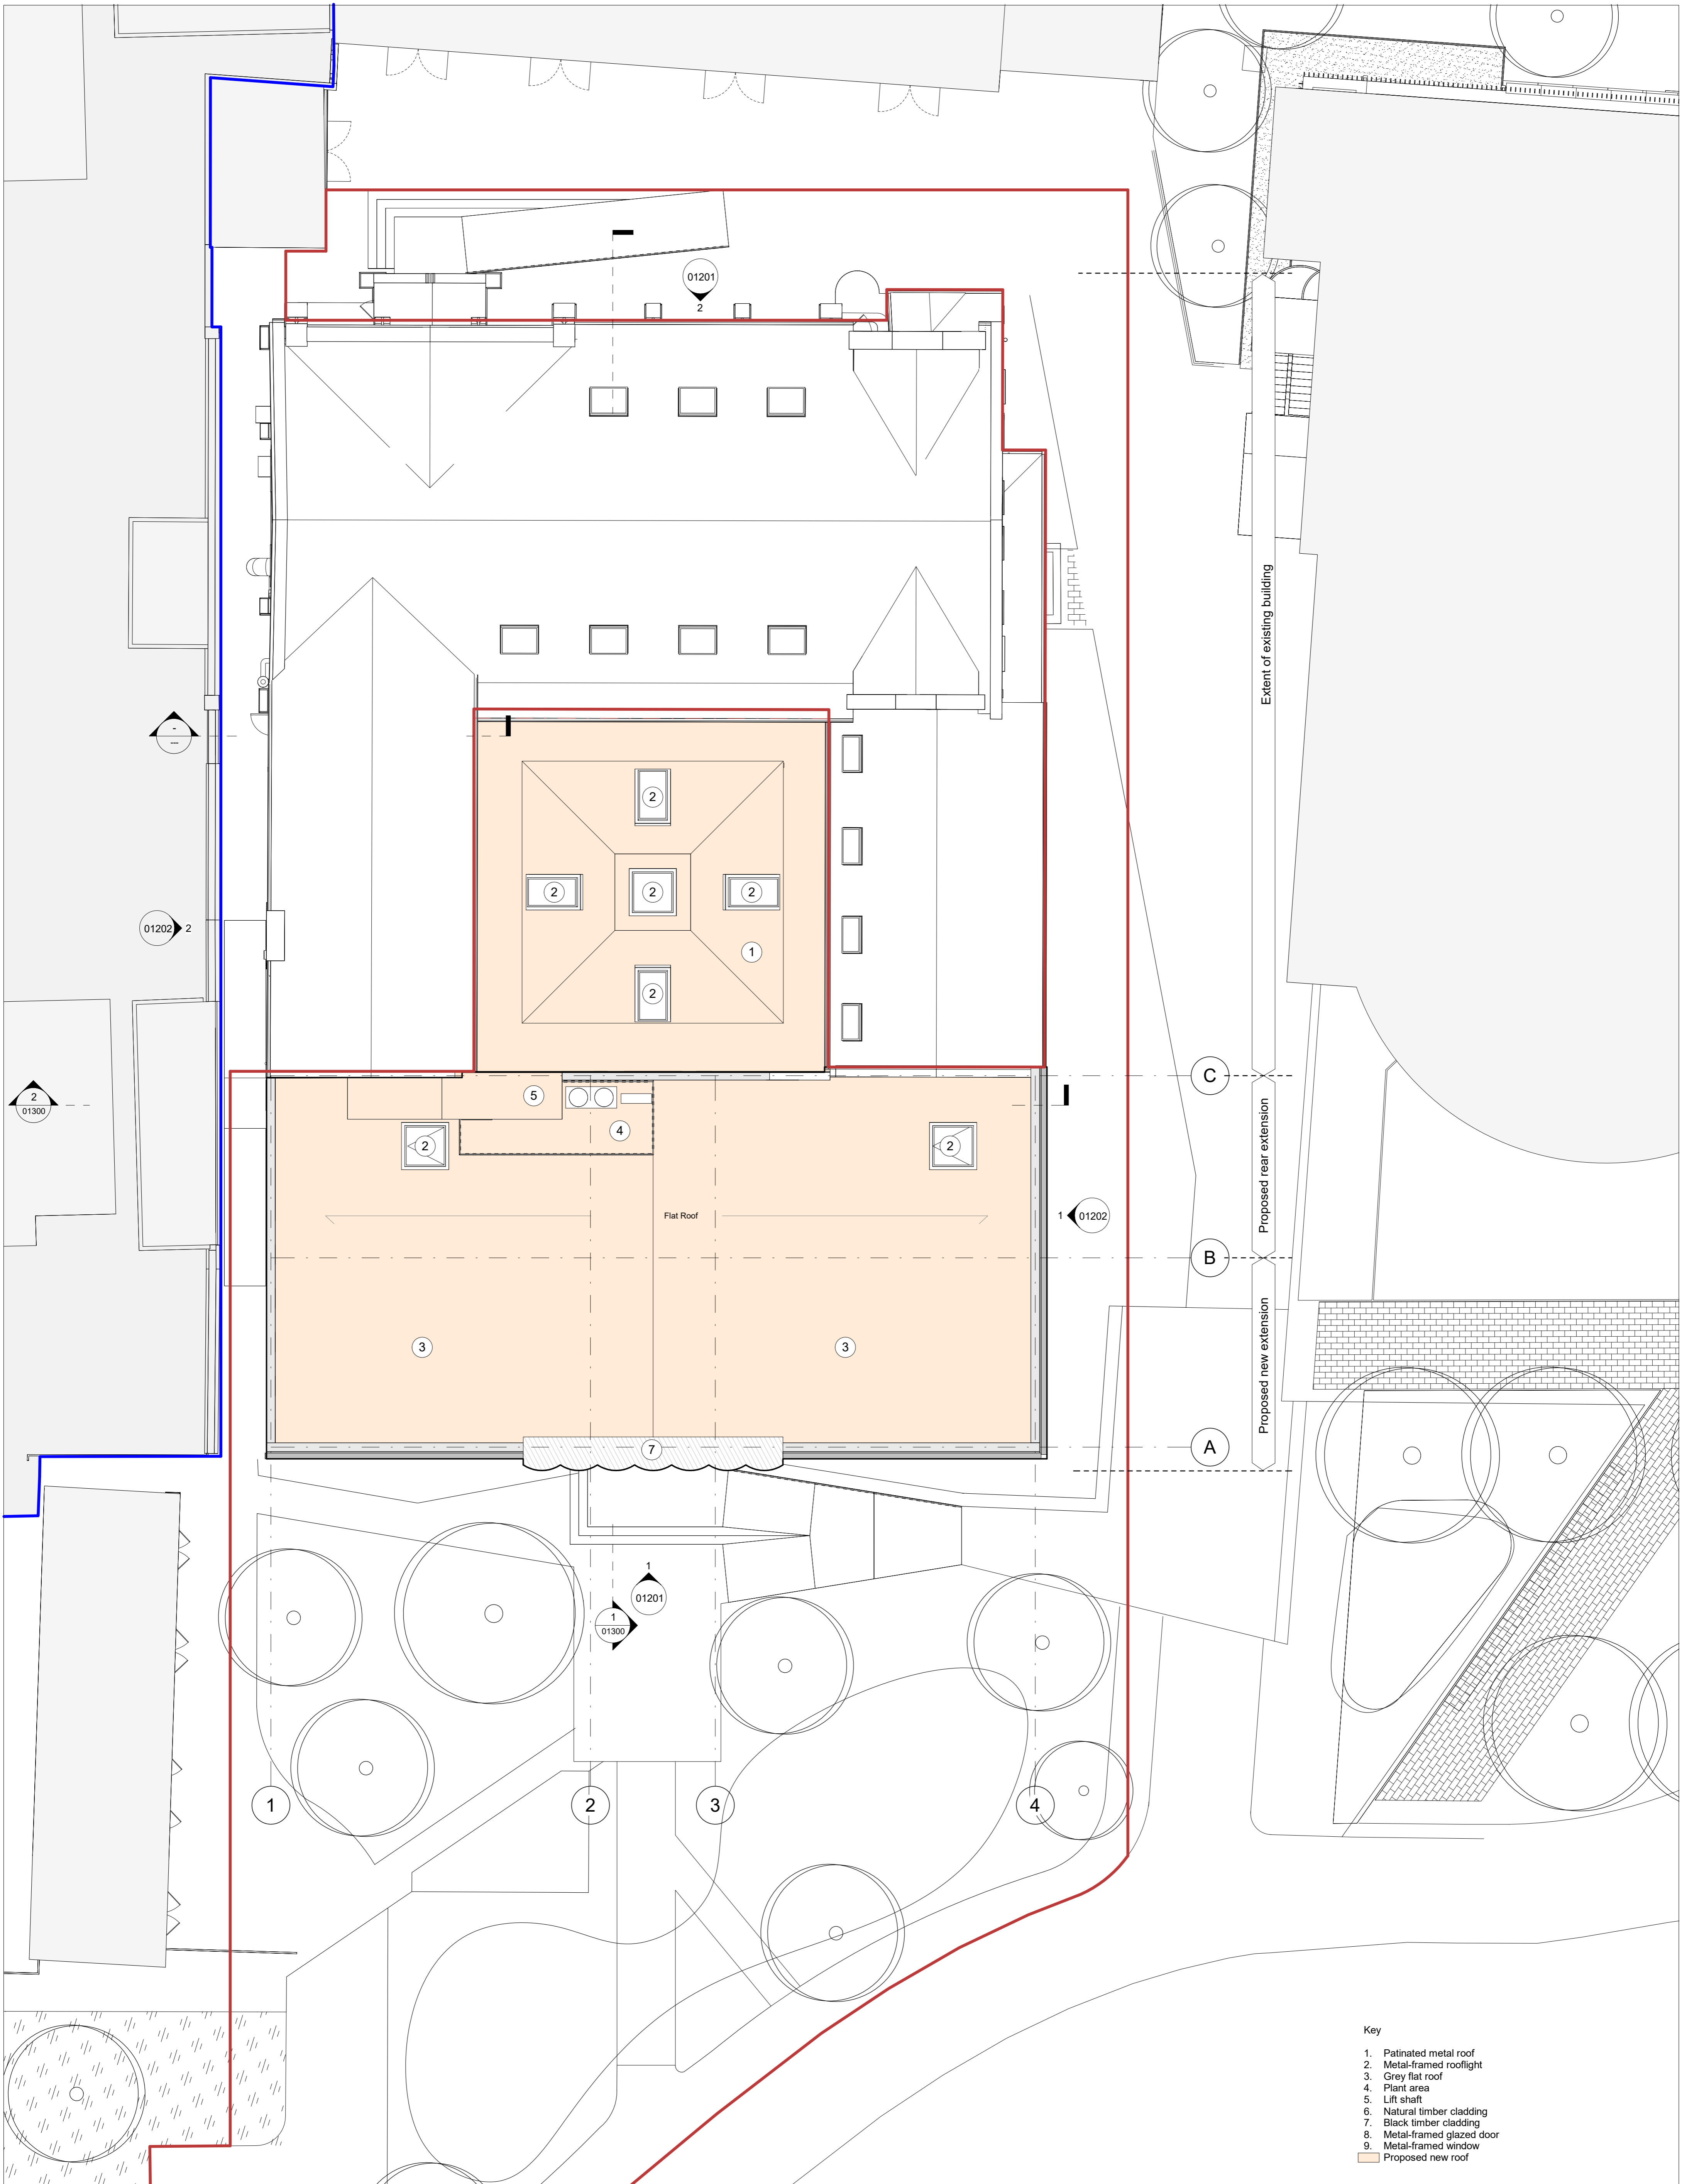 01201
2
Extent of existing building
-
---
2
2
2
2
1
2
01202
2
C
5
4
2
01300
2
2
Proposed rear extension
Flat Roof
1
01202
B
3
3
Proposed new extension
7
A
1
01201
1
01300
1
2
3
4
Key
1. Patinated metal roof
2. Metal-framed rooflight
3. Grey flat roof
4. Plant area
5. Lift shaft
6. Natural timber cladding
7. Black timber cladding
8. Metal-framed glazed door
9. Metal-framed window
Proposed new roof